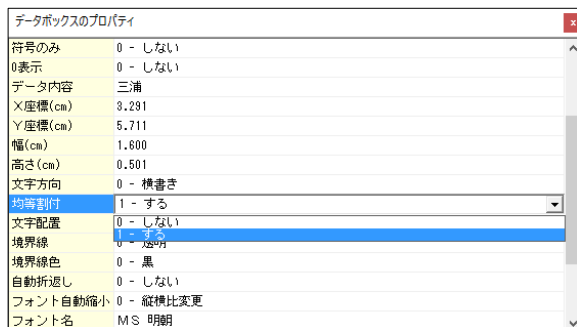 データボックスのプロパティ
x
符号のみ 0 - しない
0表示 0 - しない
データ内容 三浦
X座標(cm) 3.291
Y座標(cm) 5.711
幅(cm) 1.600
高さ(cm) 0.501
文字方向 0 - 横書き
均等割付 1 - する
文字配置 0 - しない
1 - する
境界線 0 - 透明
境界線色 0 - 黒
自動折返し 0 - しない
フォント自動縮小 0 - 縦横比変更
フォント名 MS 明朝